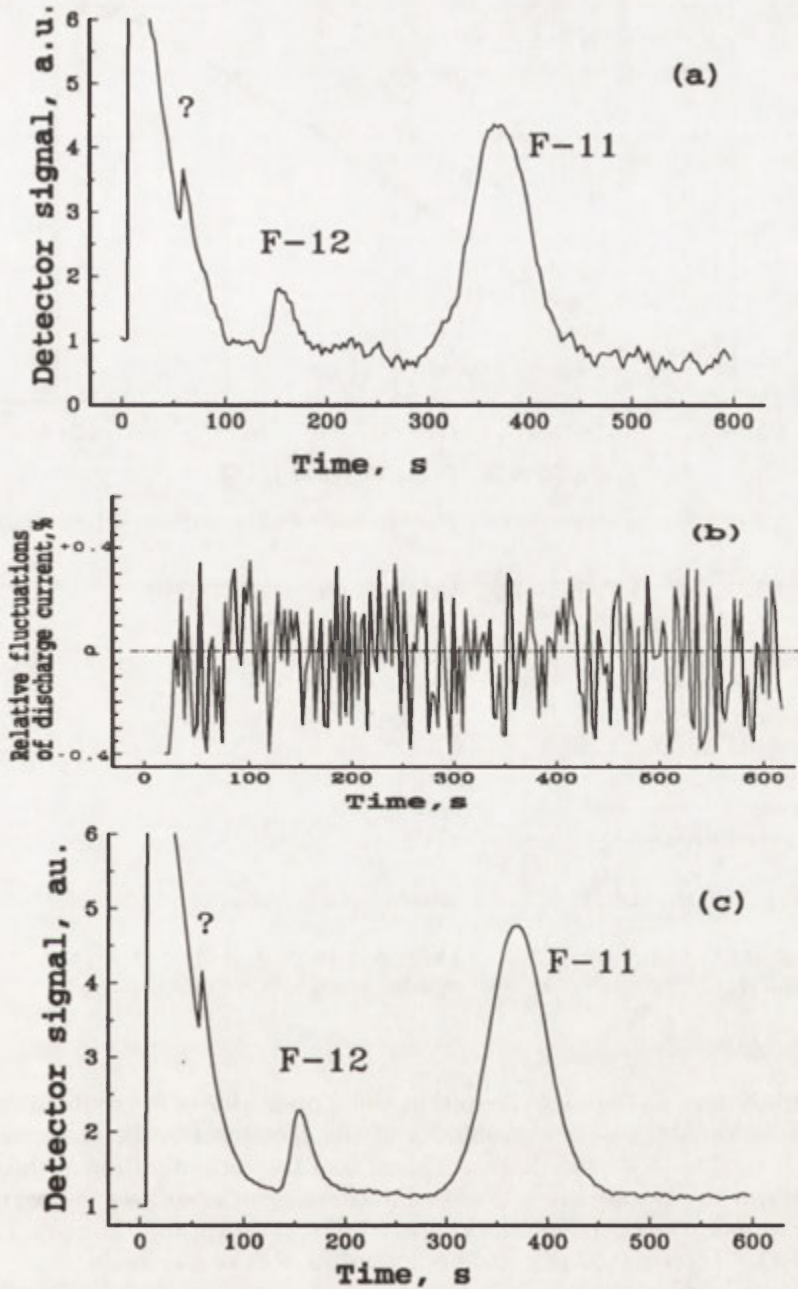 6
5
4
3
2
1
0
Detector signal, a.u.
(a)
?
F-12
F-11
0 100 200 300 400 500 600
Time, s
Relative fluctuations
of discharge current,%
+0.4
0.
-0.4
(b)
0 100 200 300 400 500 600
Time,s
6
5
4
3
2
1
Detector signal, au.
(c)
?
F-12
F-11
0 100 200 300 400 500 600
Time, s